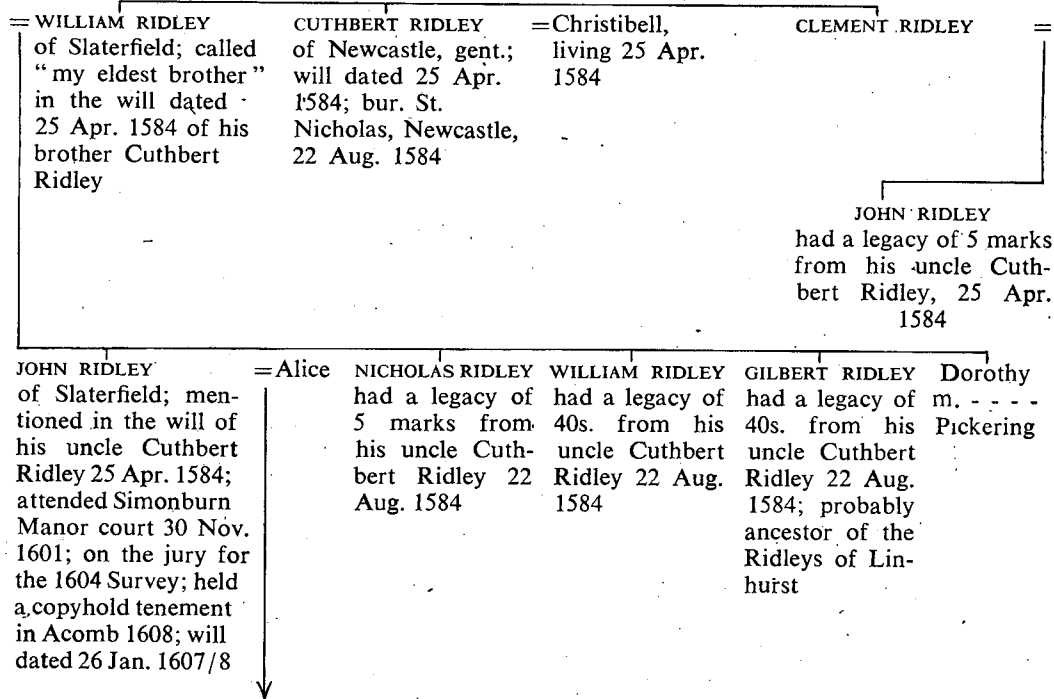 = WILLIAM RIDLEY
of Slaterfield; called
“my eldest brother”
in the will dated
25 Apr. 1584 of his
brother Cuthbert
Ridley
CUTHBERT RIDLEY
of Newcastle, gent.;
will dated 25 Apr.
1584; bur. St.
Nicholas, Newcastle,
22 Aug. 1584
=Christibell,
living 25 Apr.
1584
CLEMENT RIDLEY =
JOHN RIDLEY
had a legacy of 5 marks
from his uncle Cuth-
bert Ridley, 25 Apr.
1584
JOHN RIDLEY
of Slaterfield; men-
tioned in the will of
his uncle Cuthbert
Ridley 25 Apr. 1584;
attended Simonburn
Manor court 30 Nov.
1601; on the jury for
the 1604 Survey; held
a copyhold tenement
in Acomb 1608; will
dated 26 Jan. 1607/8
=Alice
NICHOLAS RIDLEY
had a legacy of
5 marks from
his uncle Cuth-
bert Ridley 22
Aug. 1584
WILLIAM RIDLEY
had a legacy of
40s. from his
uncle Cuthbert
Ridley 22 Aug.
1584
GILBERT RIDLEY
had a legacy of
40s. from his
uncle Cuthbert
Ridley 22 Aug.
1584; probably
ancestor of the
Ridleys of Lin-
hurst
Dorothy
m. - - - -
Pickering